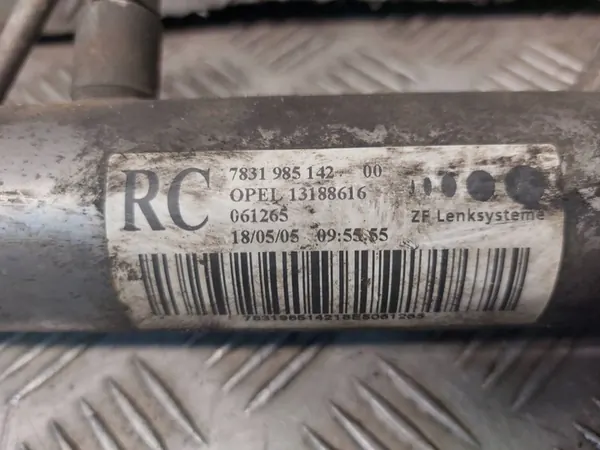 RC
7831 985 142 00
OPEL 13188616
061265
18/05/05 09:55.55
ZF Lenksysteme